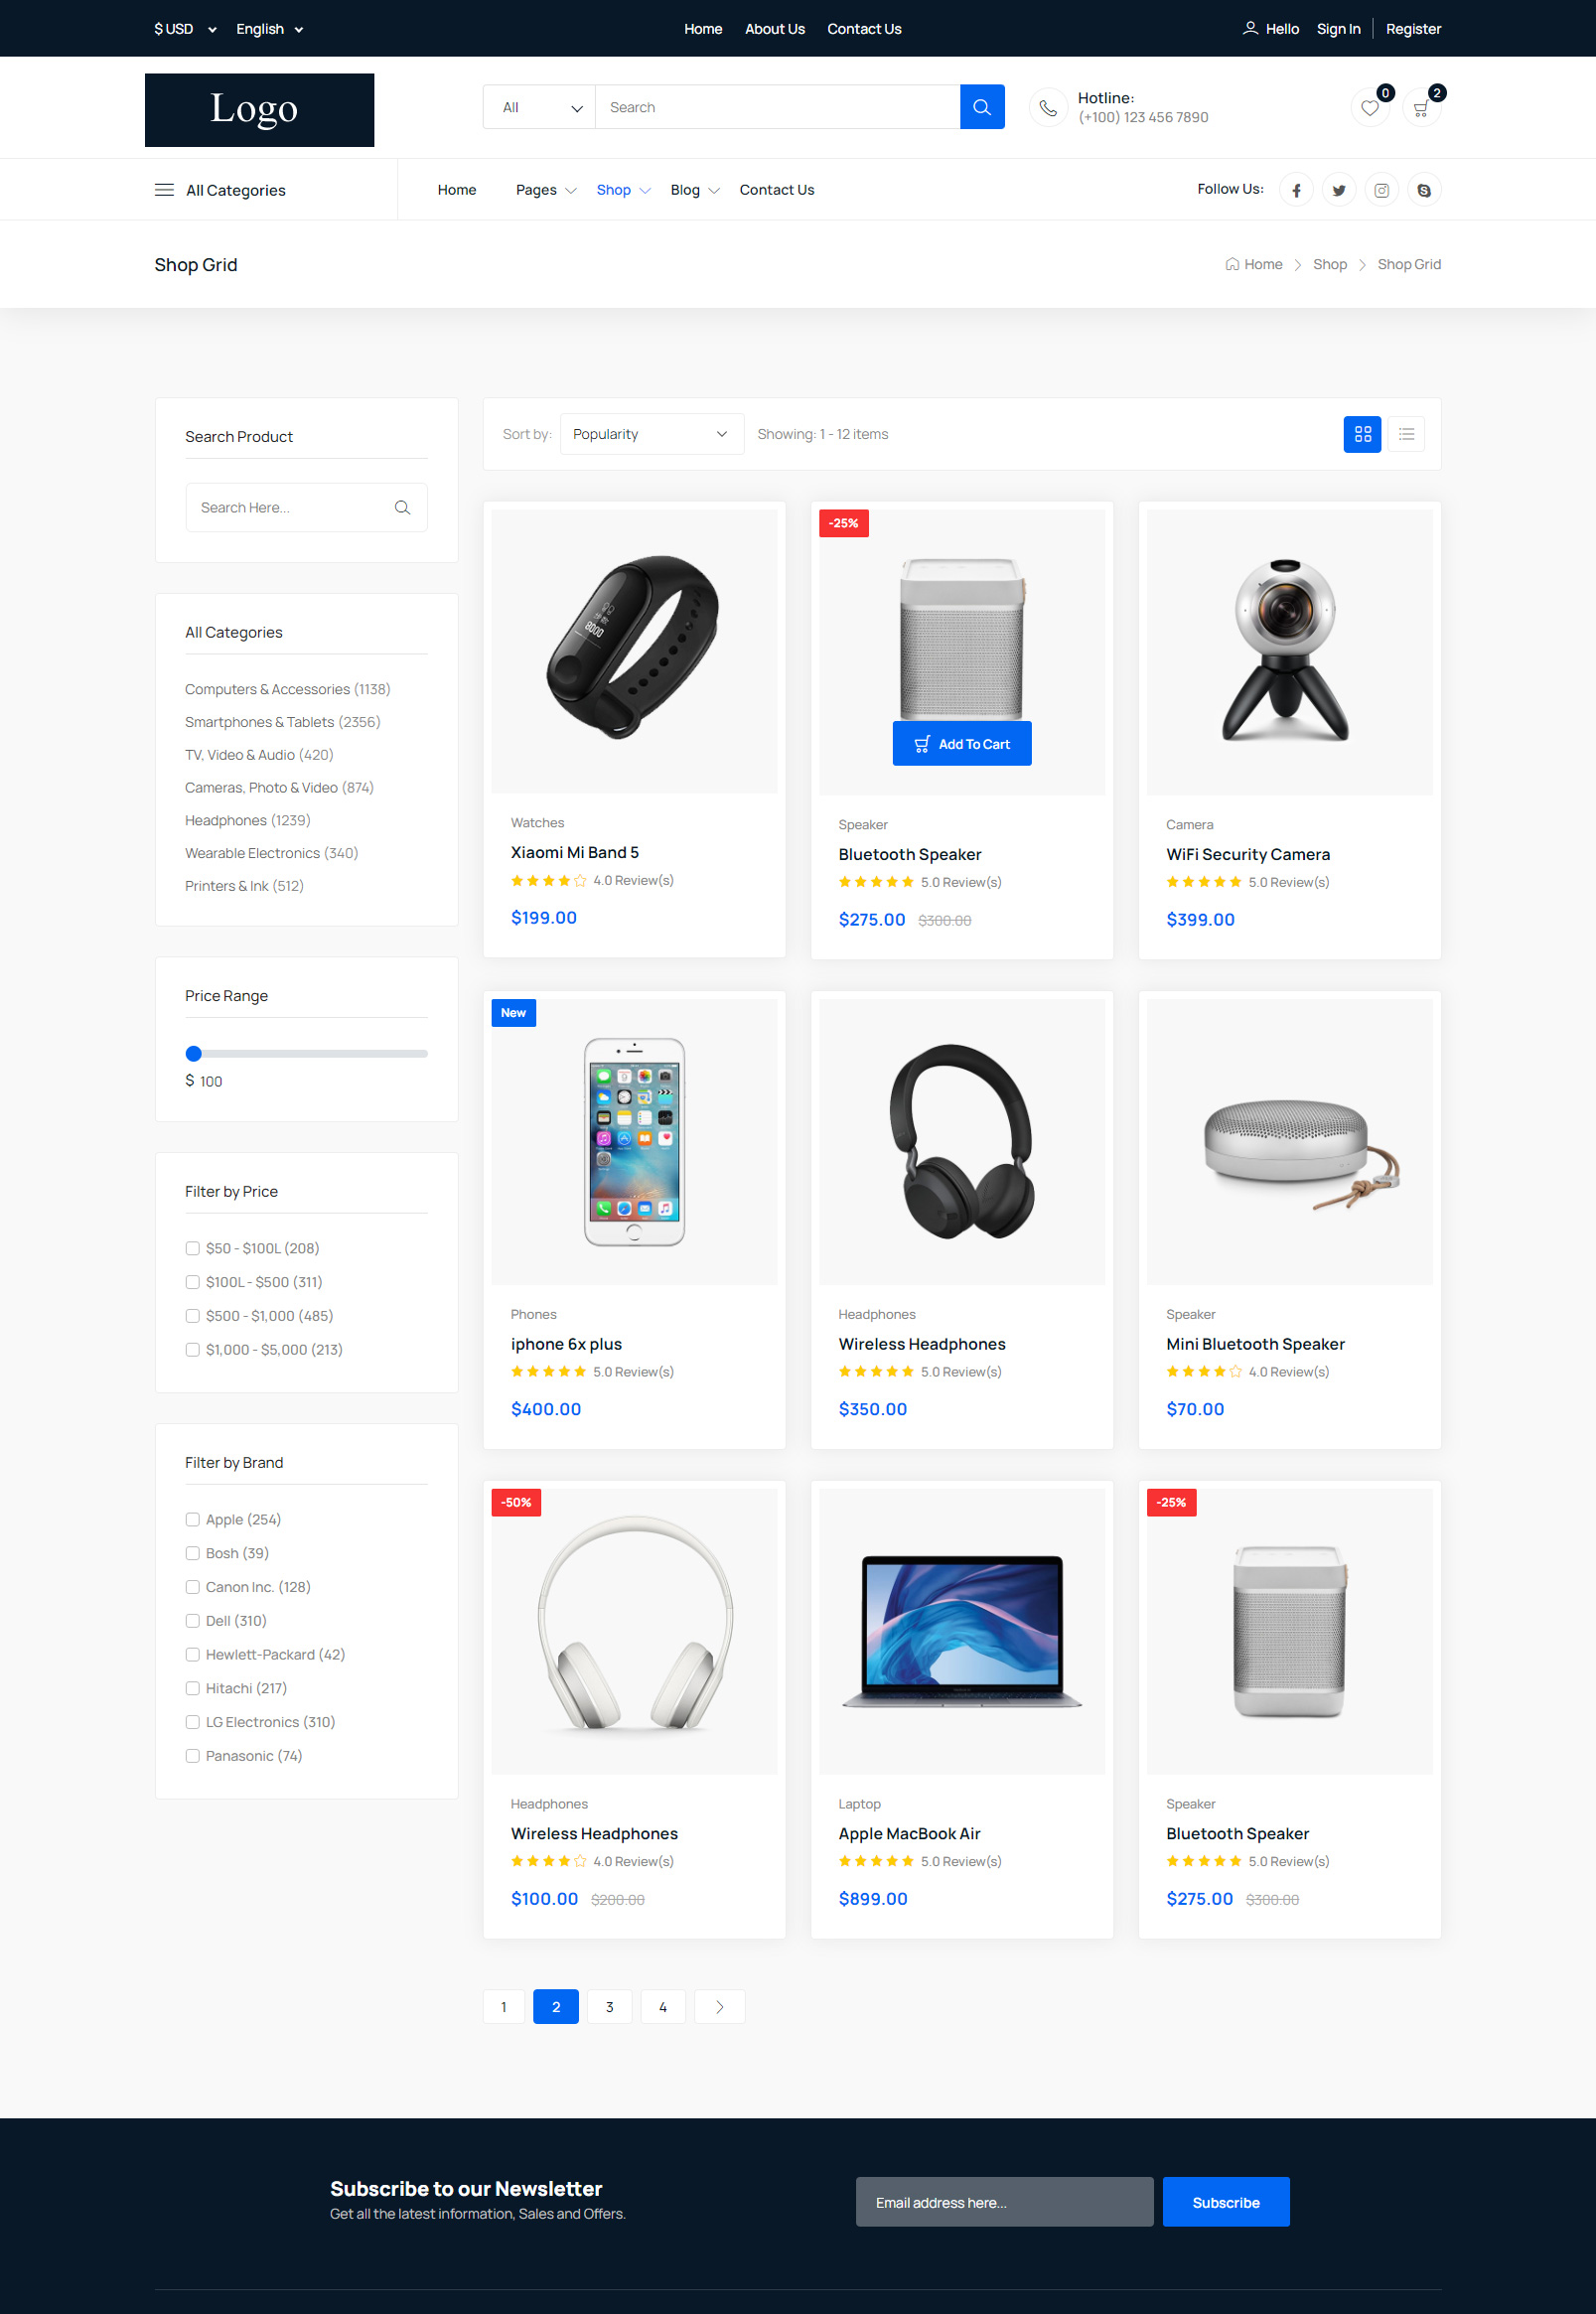 $ USD English Home About Us Contact Us Hello Sign In Register
Logo
All Search
Hotline:
(+100) 123 456 7890
0 2
All Categories Home Pages Shop Blog Contact Us Follow Us:
Shop Grid Home Shop Shop Grid
Search Product
Search Here...
All Categories
Computers & Accessories (1138)
Smartphones & Tablets (2356)
TV, Video & Audio (420)
Cameras, Photo & Video (874)
Headphones (1239)
Wearable Electronics (340)
Printers & Ink (512)
Price Range
$ 100
Filter by Price
$50 - $100L (208)
$100L - $500 (311)
$500 - $1,000 (485)
$1,000 - $5,000 (213)
Filter by Brand
Apple (254)
Bosh (39)
Canon Inc. (128)
Dell (310)
Hewlett-Packard (42)
Hitachi (217)
LG Electronics (310)
Panasonic (74)
Sort by: Popularity Showing: 1 - 12 items
Watches
Xiaomi Mi Band 5
4.0 Review(s)
$199.00
-25%
Add To Cart
Speaker
Bluetooth Speaker
5.0 Review(s)
$275.00 $300.00
Camera
WiFi Security Camera
5.0 Review(s)
$399.00
New
Phones
iphone 6x plus
5.0 Review(s)
$400.00
Headphones
Wireless Headphones
5.0 Review(s)
$350.00
Speaker
Mini Bluetooth Speaker
4.0 Review(s)
$70.00
-50%
Headphones
Wireless Headphones
4.0 Review(s)
$100.00 $200.00
Laptop
Apple MacBook Air
5.0 Review(s)
$899.00
-25%
Speaker
Bluetooth Speaker
5.0 Review(s)
$275.00 $300.00
1 2 3 4
Subscribe to our Newsletter
Get all the latest information, Sales and Offers.
Email address here...
Subscribe